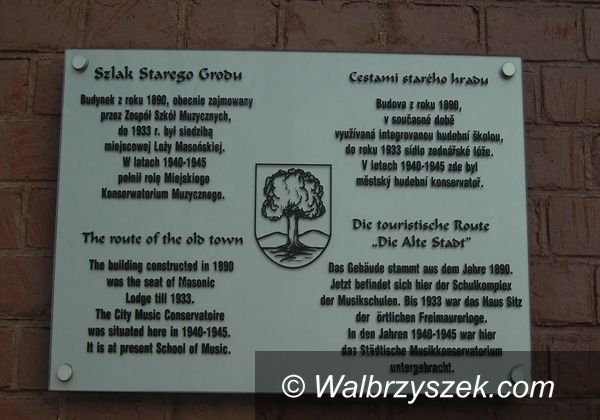 Szlak Starego Grodu
Budynek z roku 1890, obecnie zajmowany
przez Zespół Szkół Muzycznych,
do 1933 r. był siedzibą
miejscowej Loży Masońskiej.
W latach 1940-1945
pełnił rolę Miejskiego
Konserwatorium Muzycznego.
Cestami starého hradu
Budova z roku 1890,
v současné době
využívaná integrovanou hudební školou,
do roku 1933 sídlo zednářské lóže.
V letech 1940-1945 zde byl
městský hudební konservatoř.
The route of the old town
The building constructed in 1890
was the seat of Masonic
Lodge till 1933.
The City Music Conservatoire
was situated here in 1940-1945.
It is at present School of Music.
Die touristische Route
„Die Alte Stadt"
Das Gebäude stammt aus dem Jahre 1890.
Jetzt befindet sich hier der Schulkomplex
der Musikschulen. Bis 1933 war das Haus Sitz
der örtlichen Freimaurerloge.
In den Jahren 1940-1945 war hier
das Städtische Musikkonservatorium
untergebracht.
© Walbrzyszek.com